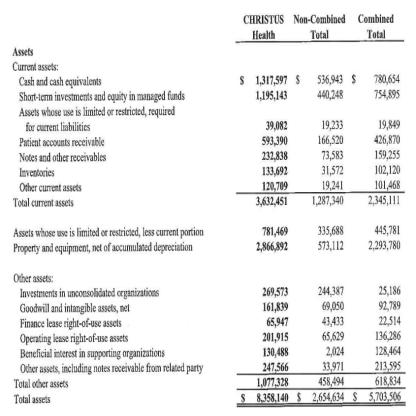 CHRISTUS Non-Combined Combined
Health Total Total
Assets
Current assets:
Cash and cash equivalents $ 1,317,597 $ 536,943 $ 780,654
Short-term investments and equity in managed funds 1,195,143 440,248 754,895
Assets whose use is limited or restricted, required
for current liabilities 39,082 19,233 19,849
Patient accounts receivable 593,390 166,520 426,870
Notes and other receivables 232,838 73,583 159,255
Inventories 133,692 31,572 102,120
Other current assets 120,709 19,241 101,468
Total current assets 3,632,451 1,287,340 2,345,111
Assets whose use is limited or restricted, less current portion 781,469 335,688 445,781
Property and equipment, net of accumulated depreciation 2,866,892 573,112 2,293,780
Other assets:
Investments in unconsolidated organizations 269,573 244,387 25,186
Goodwill and intangible assets, net 161,839 69,050 92,789
Finance lease right-of-use assets 65,947 43,433 22,514
Operating lease right-of-use assets 201,915 65,629 136,286
Beneficial interest in supporting organizations 130,488 2,024 128,464
Other assets, including notes receivable from related party 247,566 33,971 213,595
Total other assets 1,077,328 458,494 618,834
Total assets $ 8,358,140 $ 2,654,634 $ 5,703,506